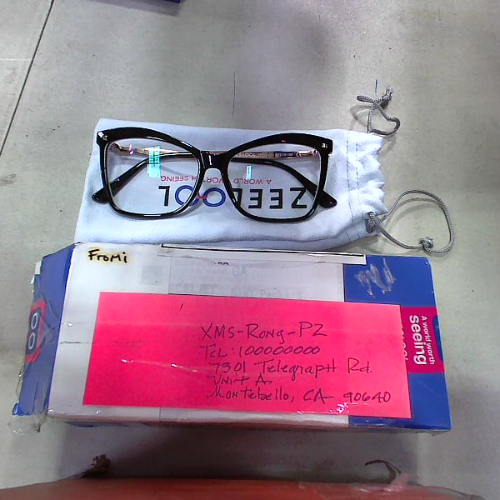 ZEELOOL
A WORLD WORTH SEEING
From:
XMS-Rong-P2
Tel: 100000000
7301 Telegraph Rd.
Unit A
Montebello, CA 90640
A world worth
seeing